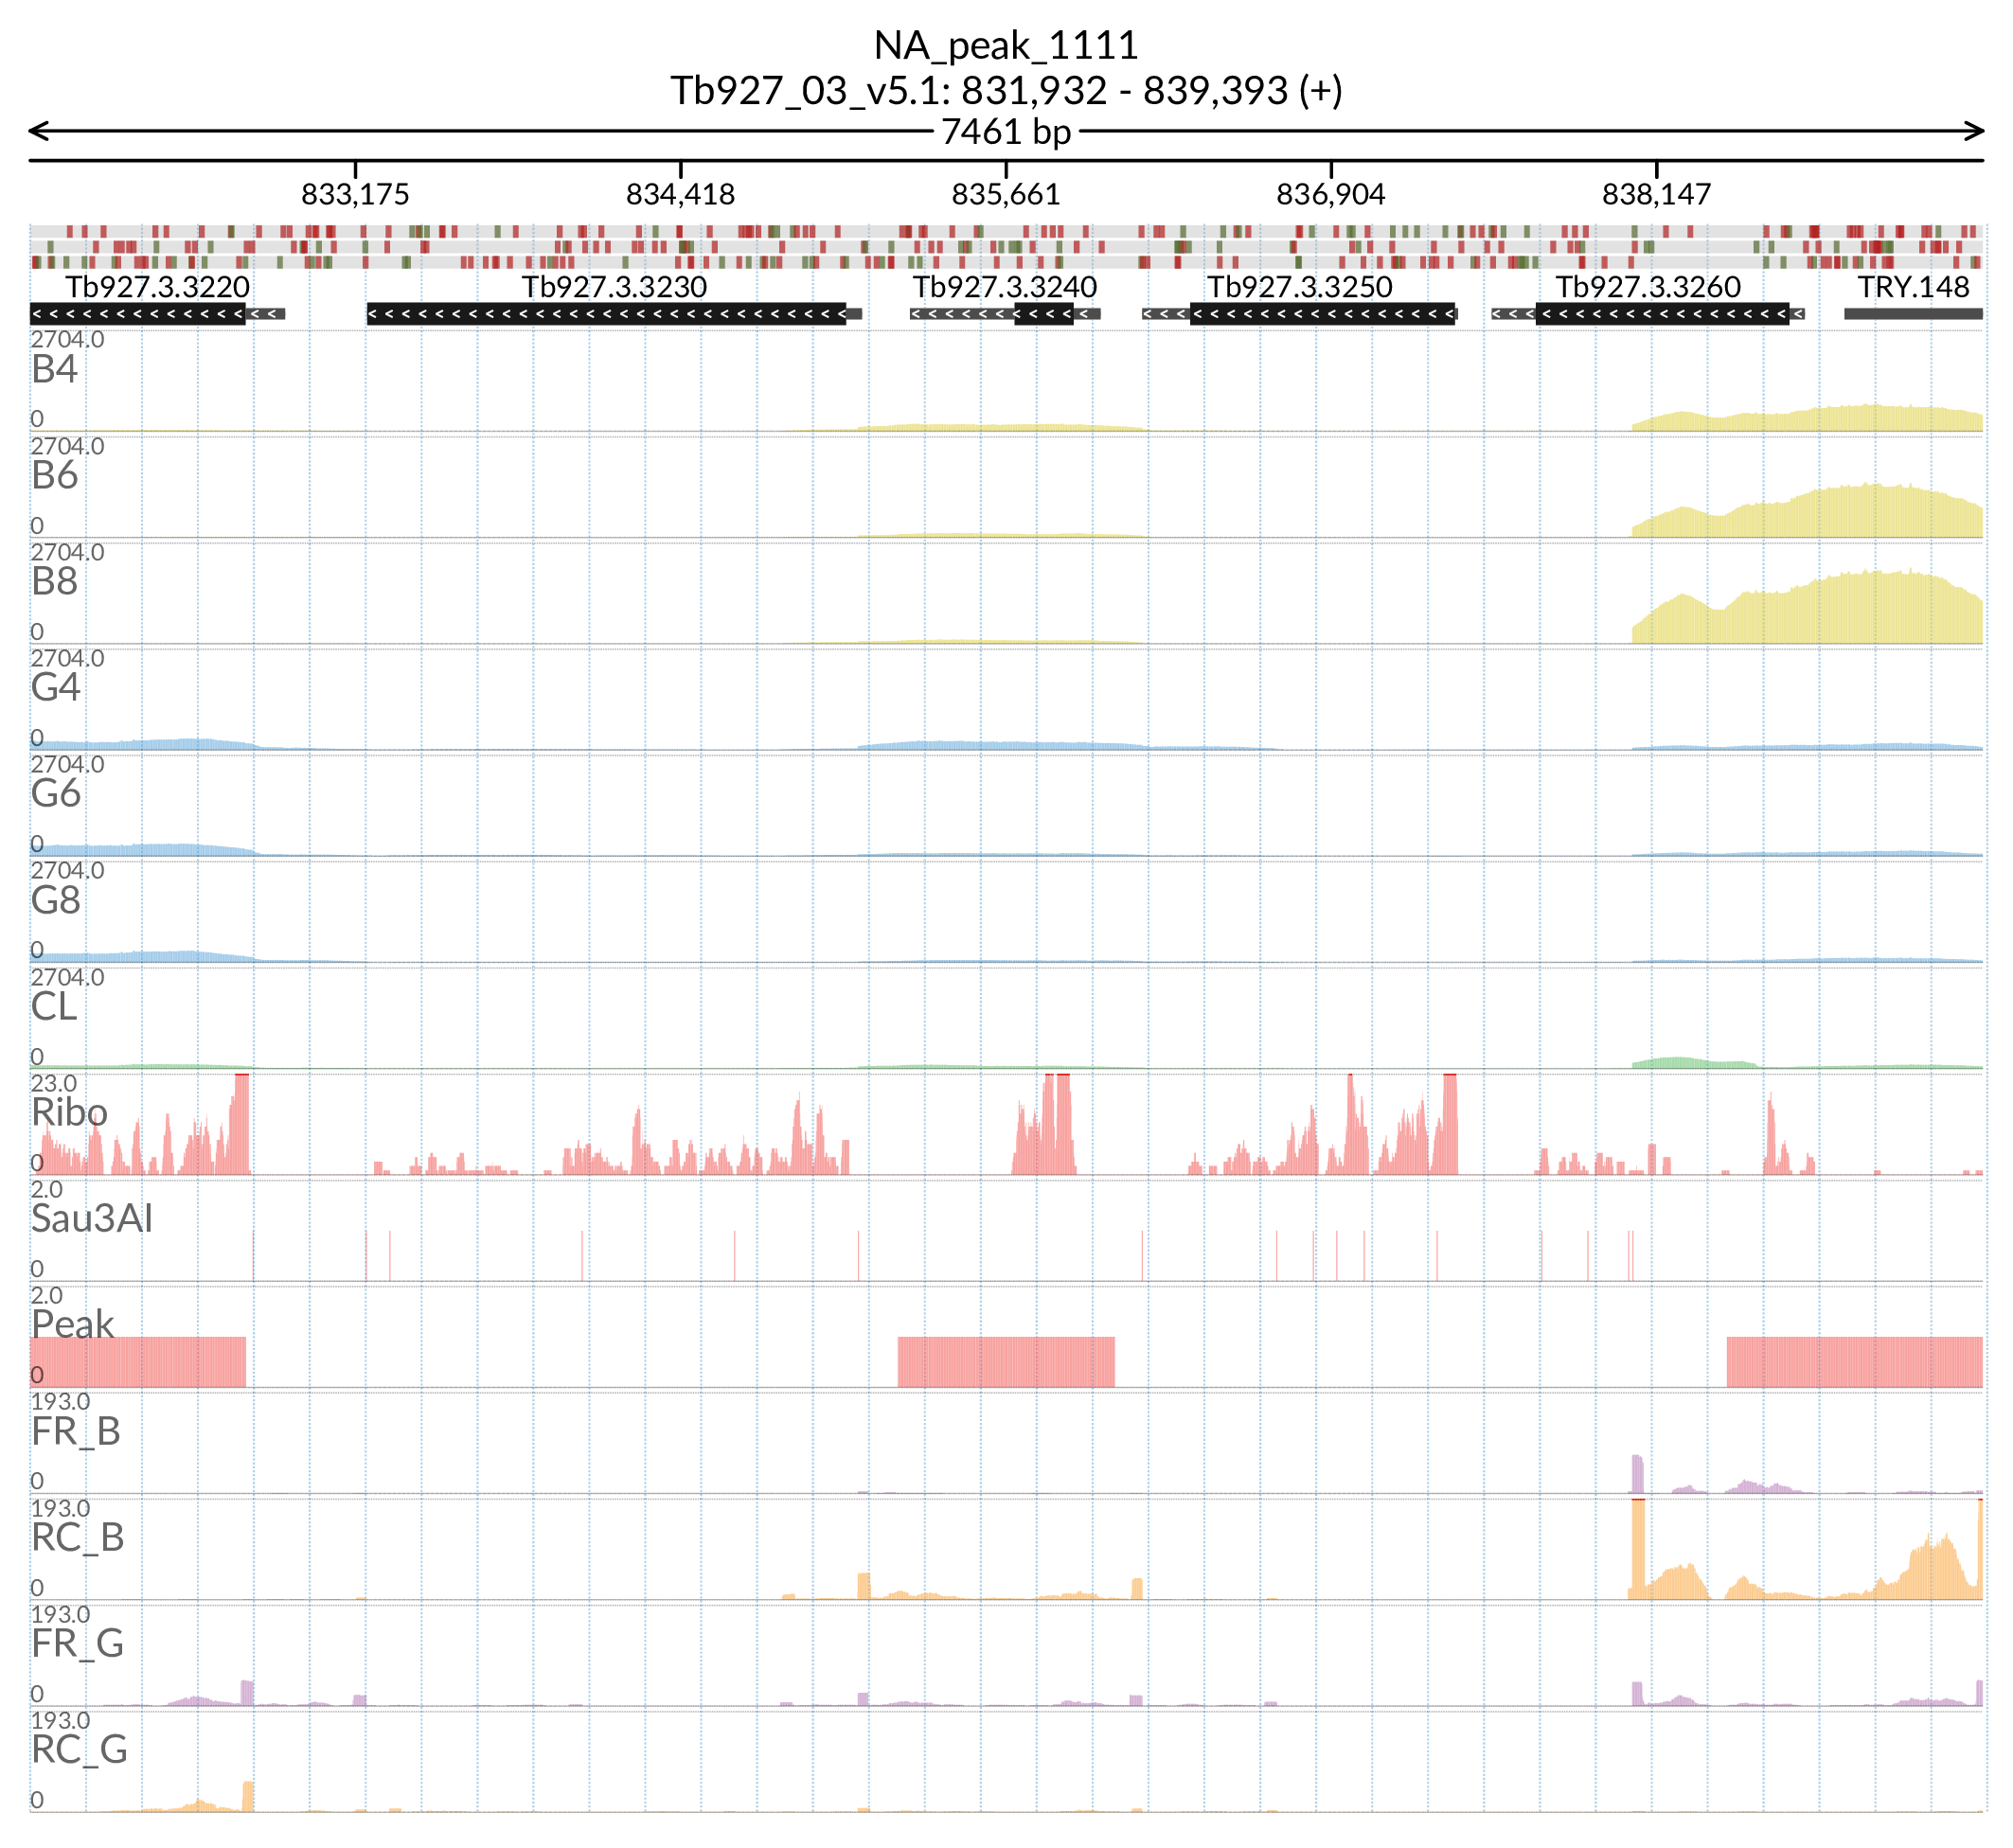 NA_peak_1111
Tb927_03_v5.1: 831,932 - 839,393 (+)
7461 bp
833,175 834,418 835,661 836,904 838,147
Tb927.3.3220 Tb927.3.3230 Tb927.3.3240 Tb927.3.3250 Tb927.3.3260 TRY.148
2704.0
B4
0
2704.0
B6
0
2704.0
B8
0
2704.0
G4
0
2704.0
G6
0
2704.0
G8
0
2704.0
CL
0
23.0
Ribo
0
2.0
Sau3AI
0
2.0
Peak
0
193.0
FR_B
0
193.0
RC_B
0
193.0
FR_G
0
193.0
RC_G
0